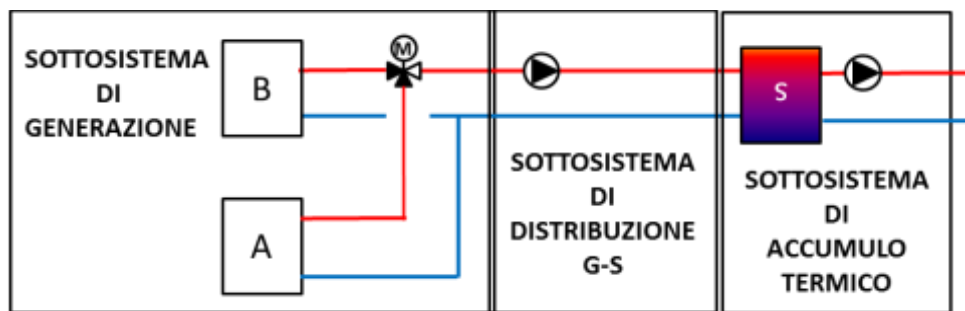 SOTTOSISTEMA
DI
GENERAZIONE
B
A
M
SOTTOSISTEMA
DI
DISTRIBUZIONE
G-S
S
SOTTOSISTEMA
DI
ACCUMULO
TERMICO